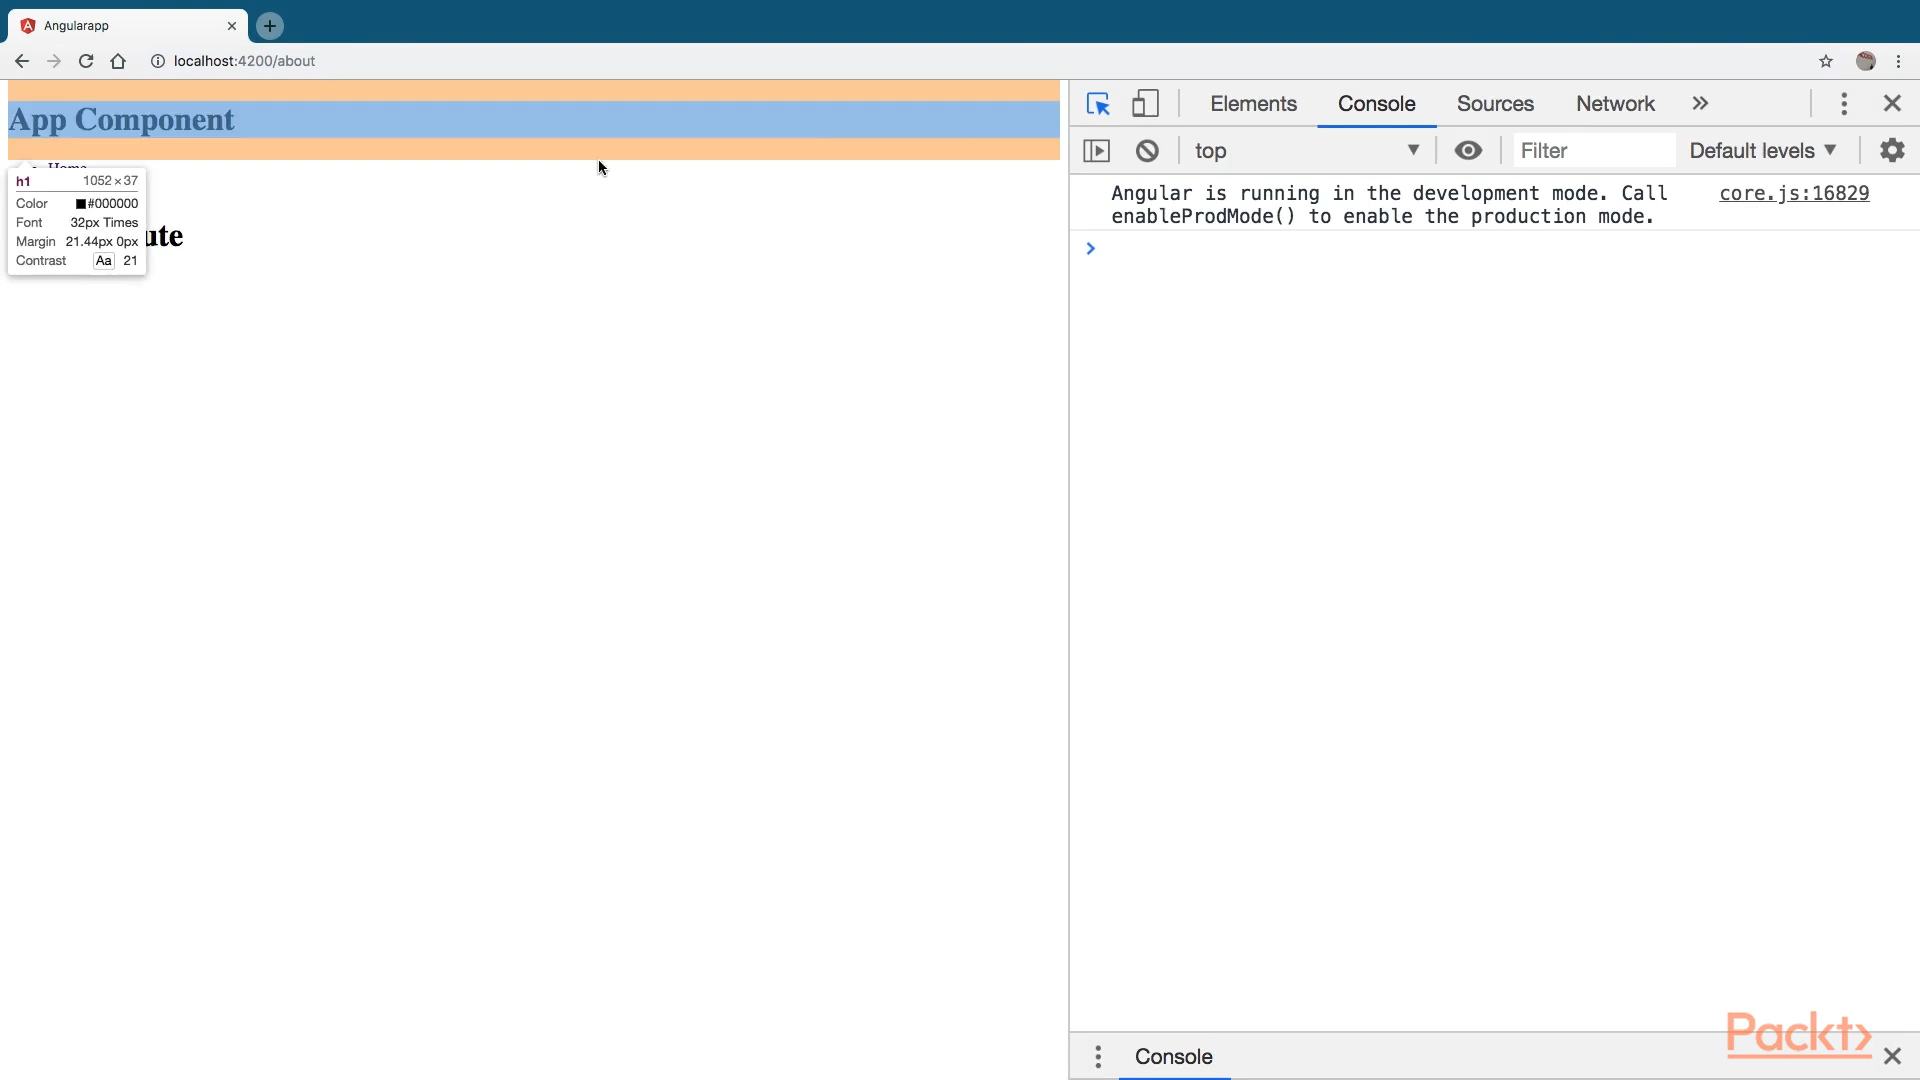 Angularapp
localhost:4200/about
App Component
h1 1052 × 37
Color #000000
Font 32px Times
Margin 21.44px 0px
Contrast Aa 21
Elements Console Sources Network
top Filter Default levels
Angular is running in the development mode. Call core.js:16829
enableProdMode() to enable the production mode.
Console
Packt